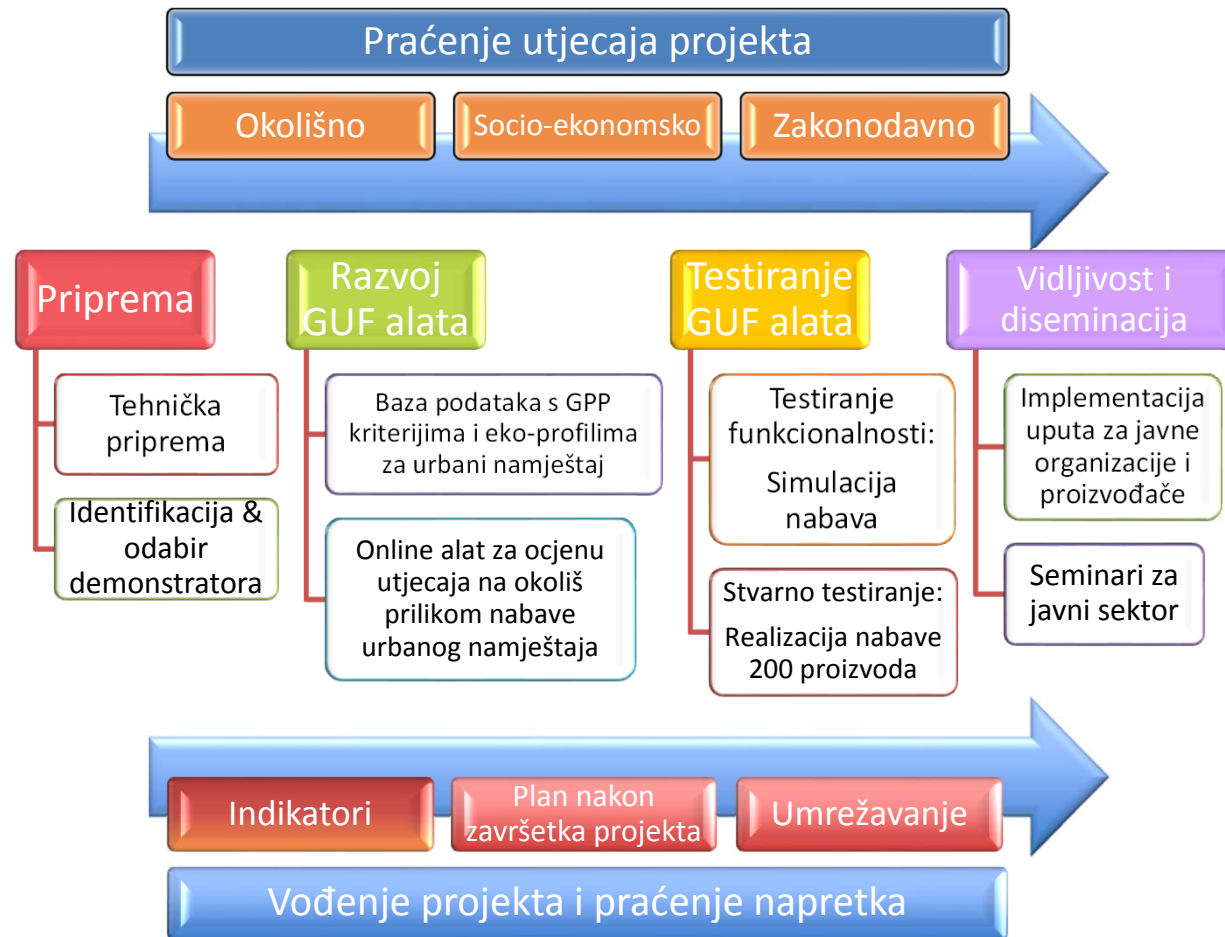 Praćenje utjecaja projekta
Okolišno
Socio-ekonomsko
Zakonodavno
Priprema
Tehnička
priprema
Identifikacija &
odabir
demonstratora
Razvoj
GUF alata
Baza podataka s GPP
kriterijima i eko-profilima
za urbani namještaj
Online alat za ocjenu
utjecaja na okoliš
prilikom nabave
urbanog namještaja
Testiranje
GUF alata
Testiranje
funkcionalnosti:
Simulacija
nabava
Stvarno testiranje:
Realizacija nabave
200 proizvoda
Vidljivost i
diseminacija
Implementacija
uputa za javne
organizacije i
proizvođače
Seminari za
javni sektor
Indikatori
Plan nakon
završetka projekta
Umrežavanje
Vođenje projekta i praćenje napretka